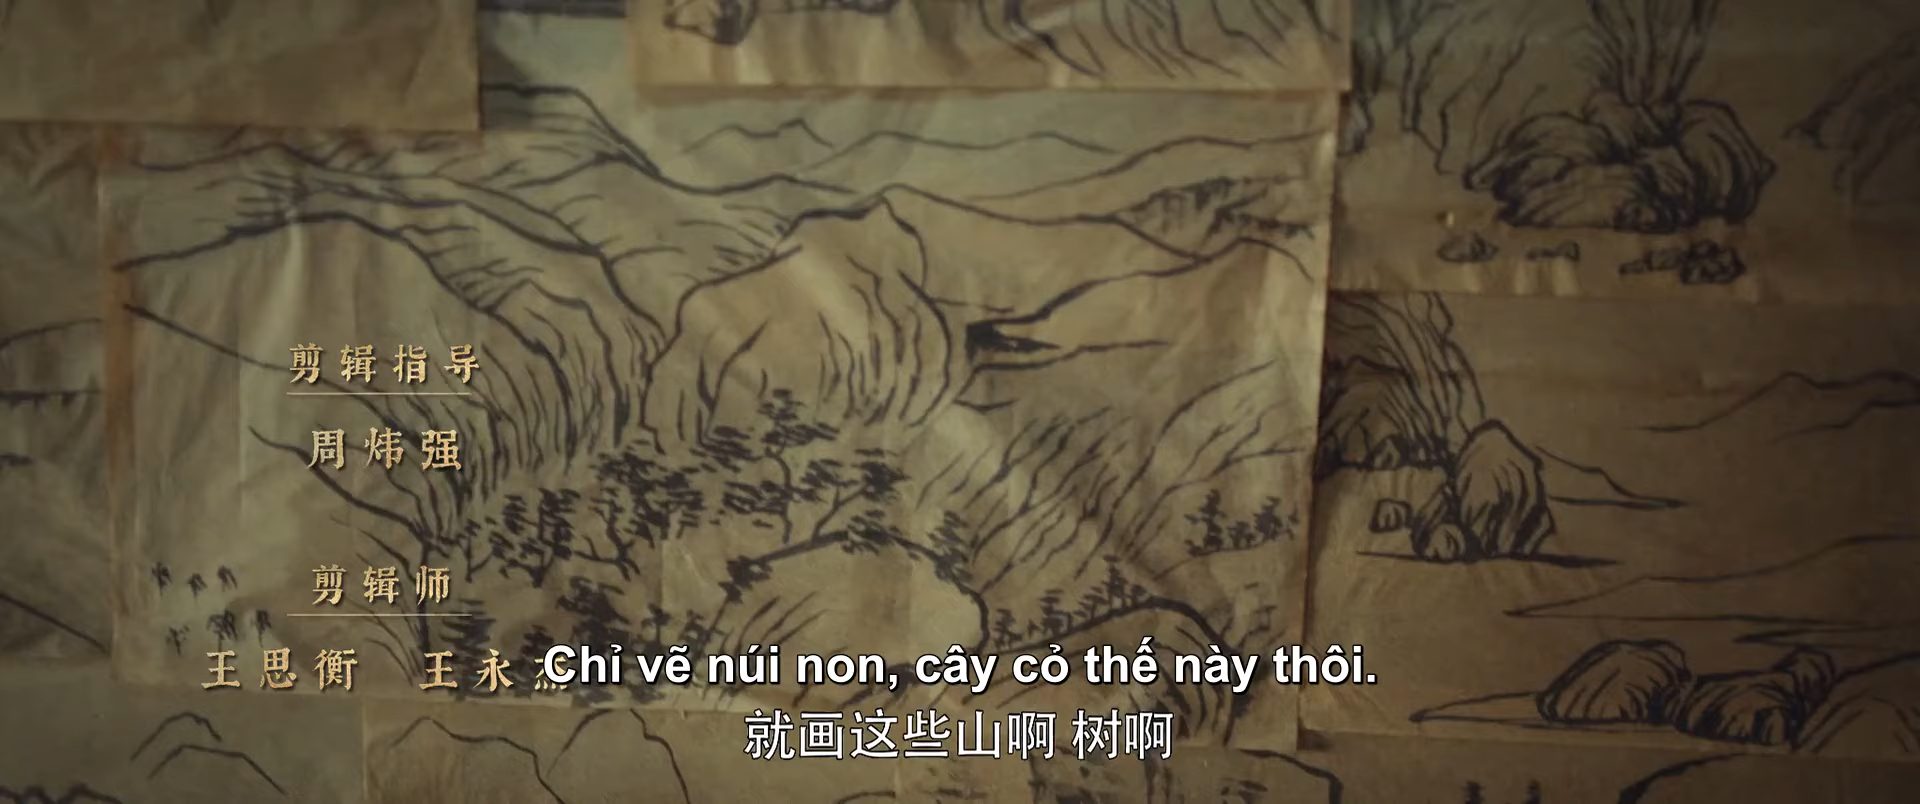 剪辑指导
周炜强
剪辑师
王思衡 王永杰
Chỉ vẽ núi non, cây cỏ thế này thôi.
就画这些山啊 树啊